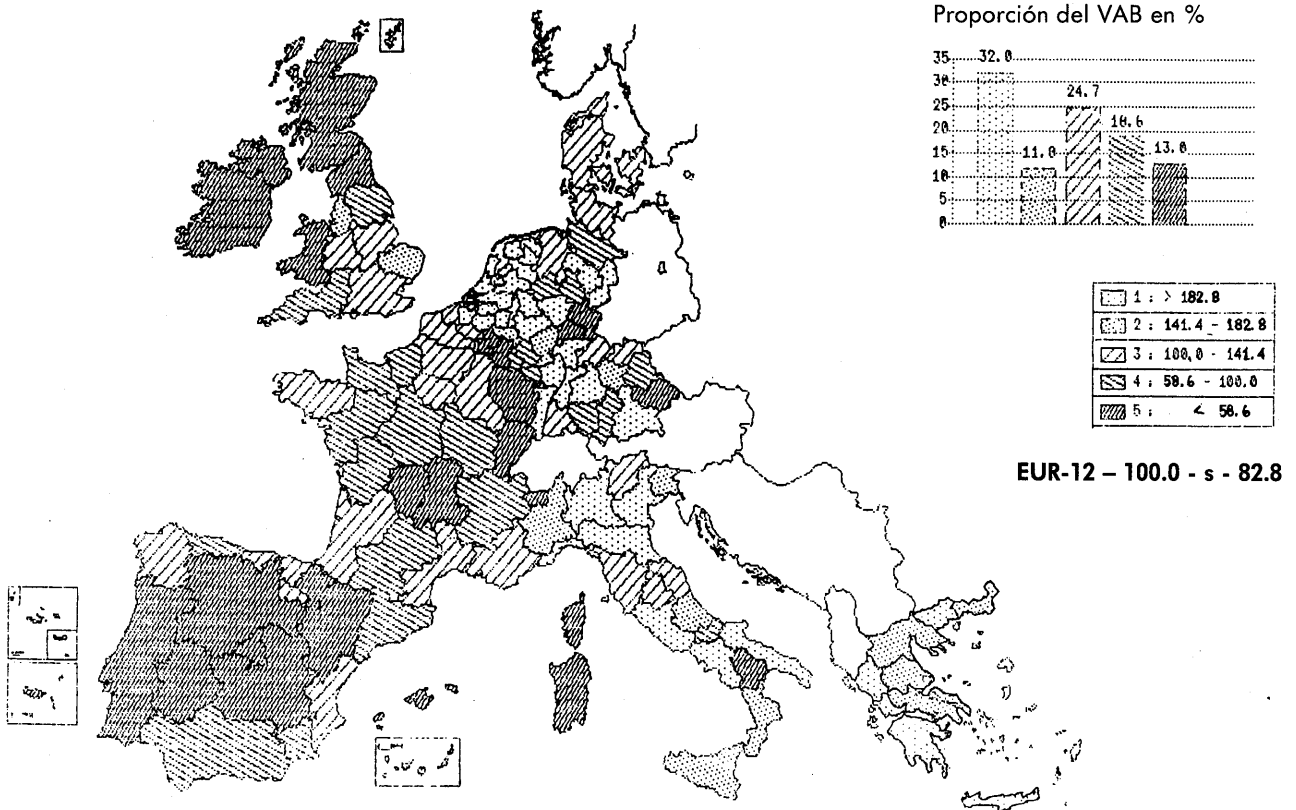 Proporción del VAB en %
35
30
25
20
15
10
5
0
32.0
11.0
24.7
18.6
13.0
1 : > 182.8
2 : 141.4 - 182.8
3 : 100.0 - 141.4
4 : 58.6 - 100.0
5 : < 58.6
EUR-12 – 100.0 - s - 82.8